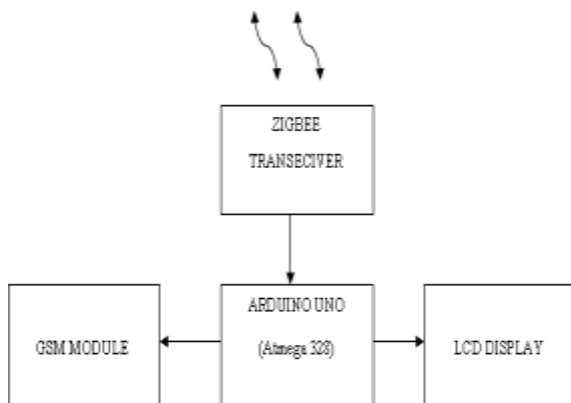 ZIGBEE
TRANSECIVER
ARDUINO UNO
(Atmega 328)
GSM MODULE
LCD DISPLAY